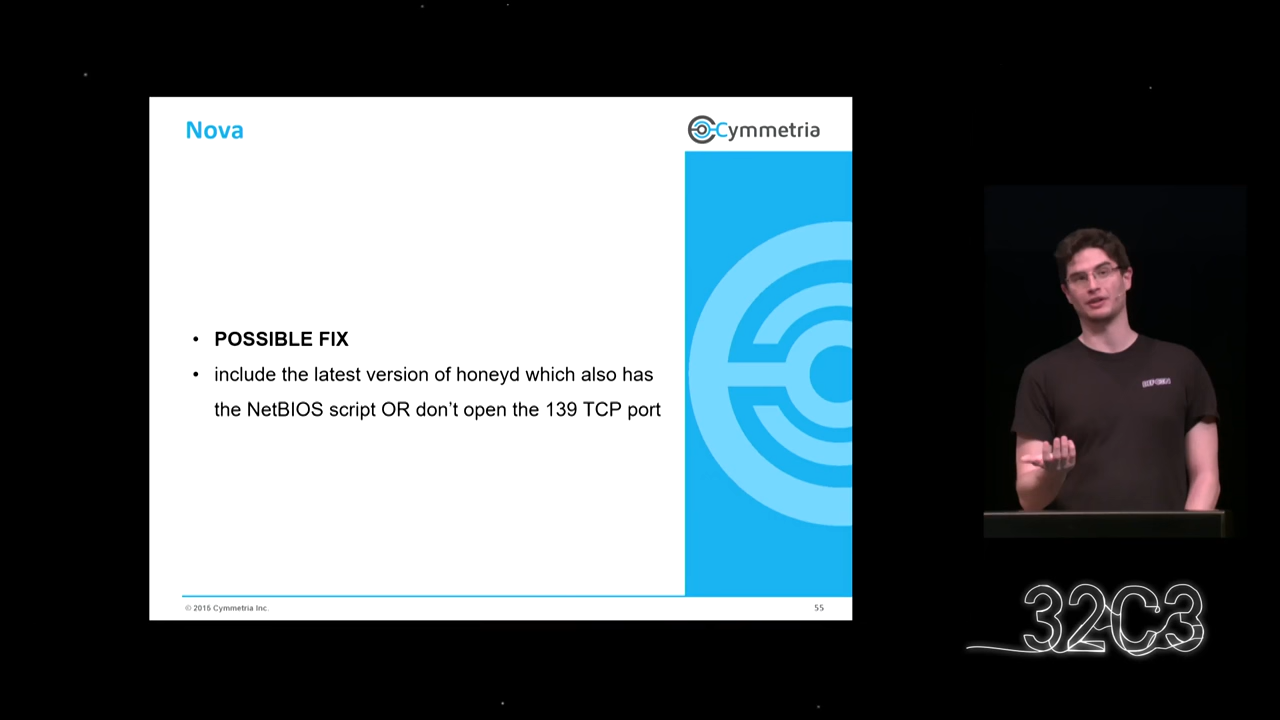 Nova
Cymmetria
• POSSIBLE FIX
• include the latest version of honeyd which also has
the NetBIOS script OR don't open the 139 TCP port
© 2015 Cymmetria Inc.
55
32C3